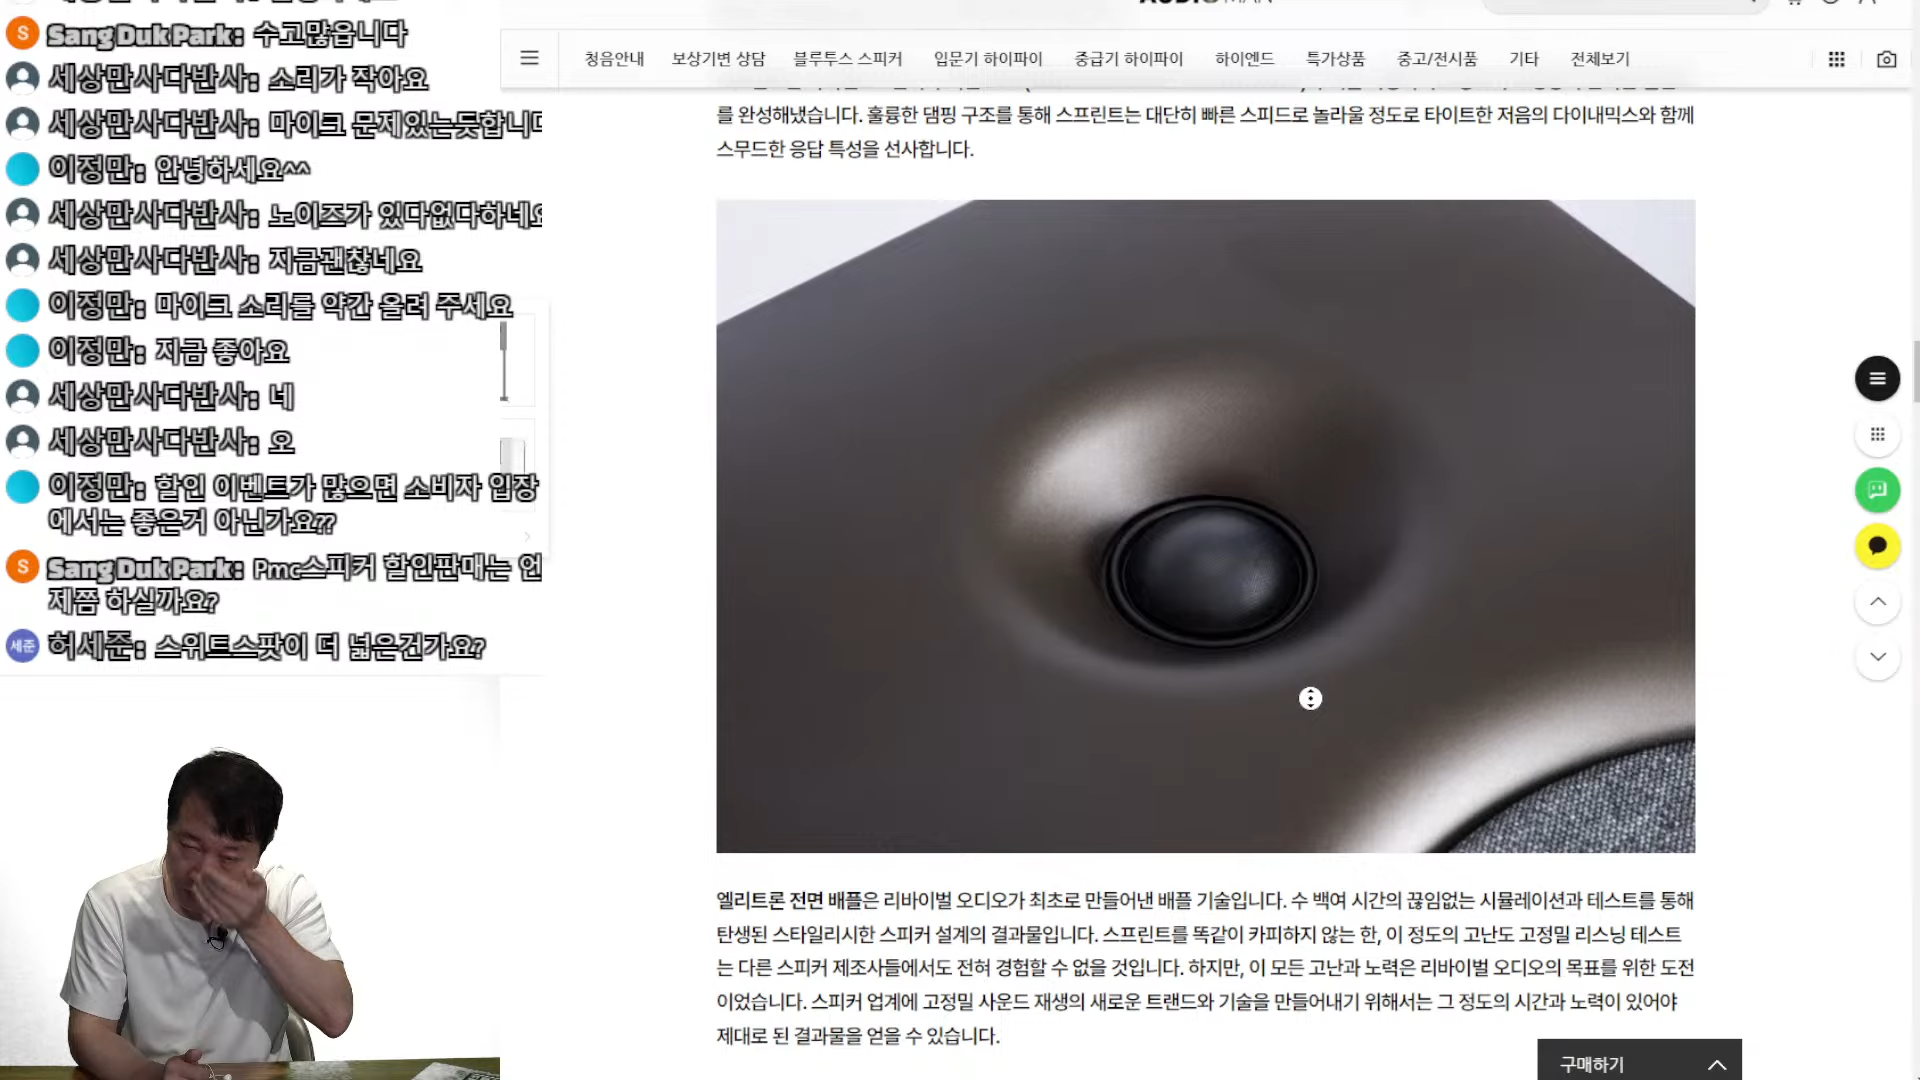 Sang Duk Park: 수고많읍니다
세상만사다반사: 소리가 작아요
세상만사다반사: 마이크 문제있는듯합니다
이정만: 안녕하세요^^
세상만사다반사: 노이즈가 있다없다하네요
세상만사다반사: 지금괜찮네요
이정만: 마이크 소리를 약간 올려 주세요
이정만: 지금 좋아요
세상만사다반사: 네
세상만사다반사: 오
이정만: 할인 이벤트가 많으면 소비자 입장
에서는 좋은거 아닌가요??
Sang Duk Park: Pmc스피커 할인판매는 언
제쯤 하실까요?
세준 허세준: 스위트스팟이 더 넓은건가요?
청음안내 보상기변 상담 블루투스 스피커 입문기 하이파이 중급기 하이파이 하이엔드 특가상품 중고/전시품 기타 전체보기
를 완성해냈습니다. 훌륭한 댐핑 구조를 통해 스프린트는 대단히 빠른 스피드로 놀라울 정도로 타이트한 저음의 다이내믹스와 함께
스무드한 응답 특성을 선사합니다.
엘리트론 전면 배플은 리바이벌 오디오가 최초로 만들어낸 배플 기술입니다. 수 백여 시간의 끊임없는 시뮬레이션과 테스트를 통해
탄생된 스타일리시한 스피커 설계의 결과물입니다. 스프린트를 똑같이 카피하지 않는 한, 이 정도의 고난도 고정밀 리스닝 테스트
는 다른 스피커 제조사들에서도 전혀 경험할 수 없을 것입니다. 하지만, 이 모든 고난과 노력은 리바이벌 오디오의 목표를 위한 도전
이었습니다. 스피커 업계에 고정밀 사운드 재생의 새로운 트랜드와 기술을 만들어내기 위해서는 그 정도의 시간과 노력이 있어야
제대로 된 결과물을 얻을 수 있습니다.
구매하기